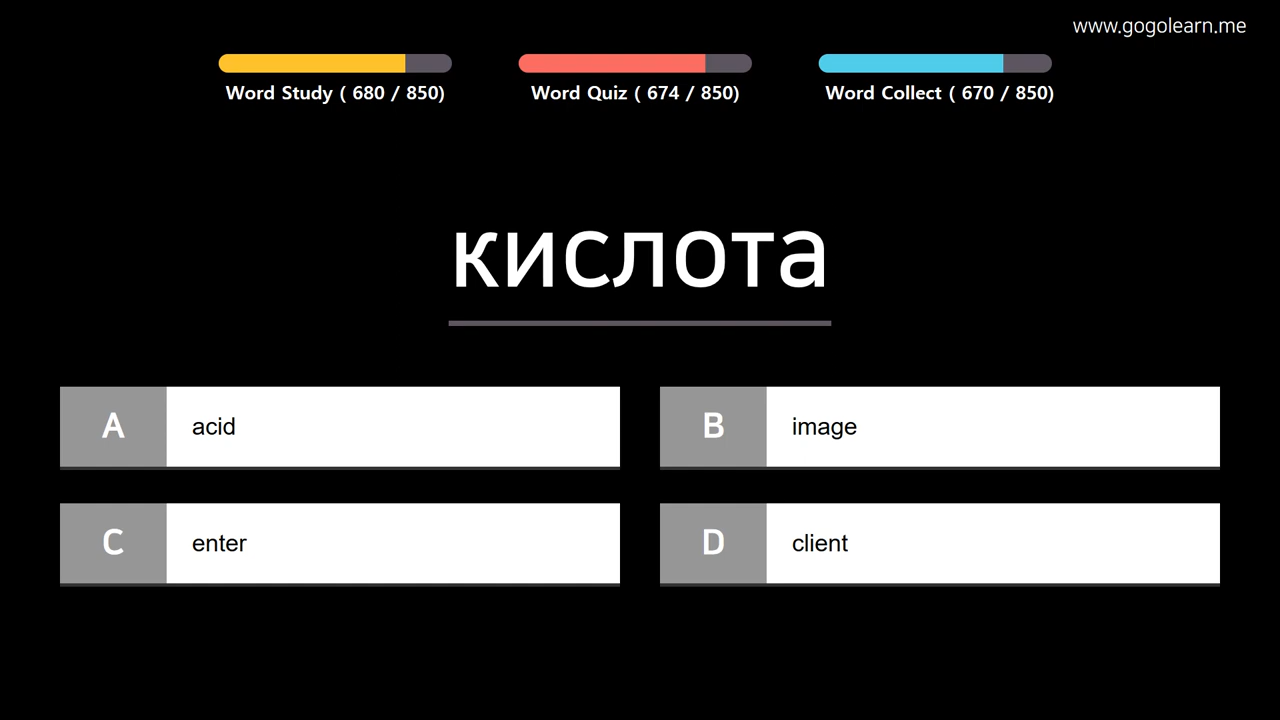 www.gogolearn.me
Word Study ( 680 / 850)
Word Quiz ( 674 / 850)
Word Collect ( 670 / 850)
кислота
A acid
B image
C enter
D client